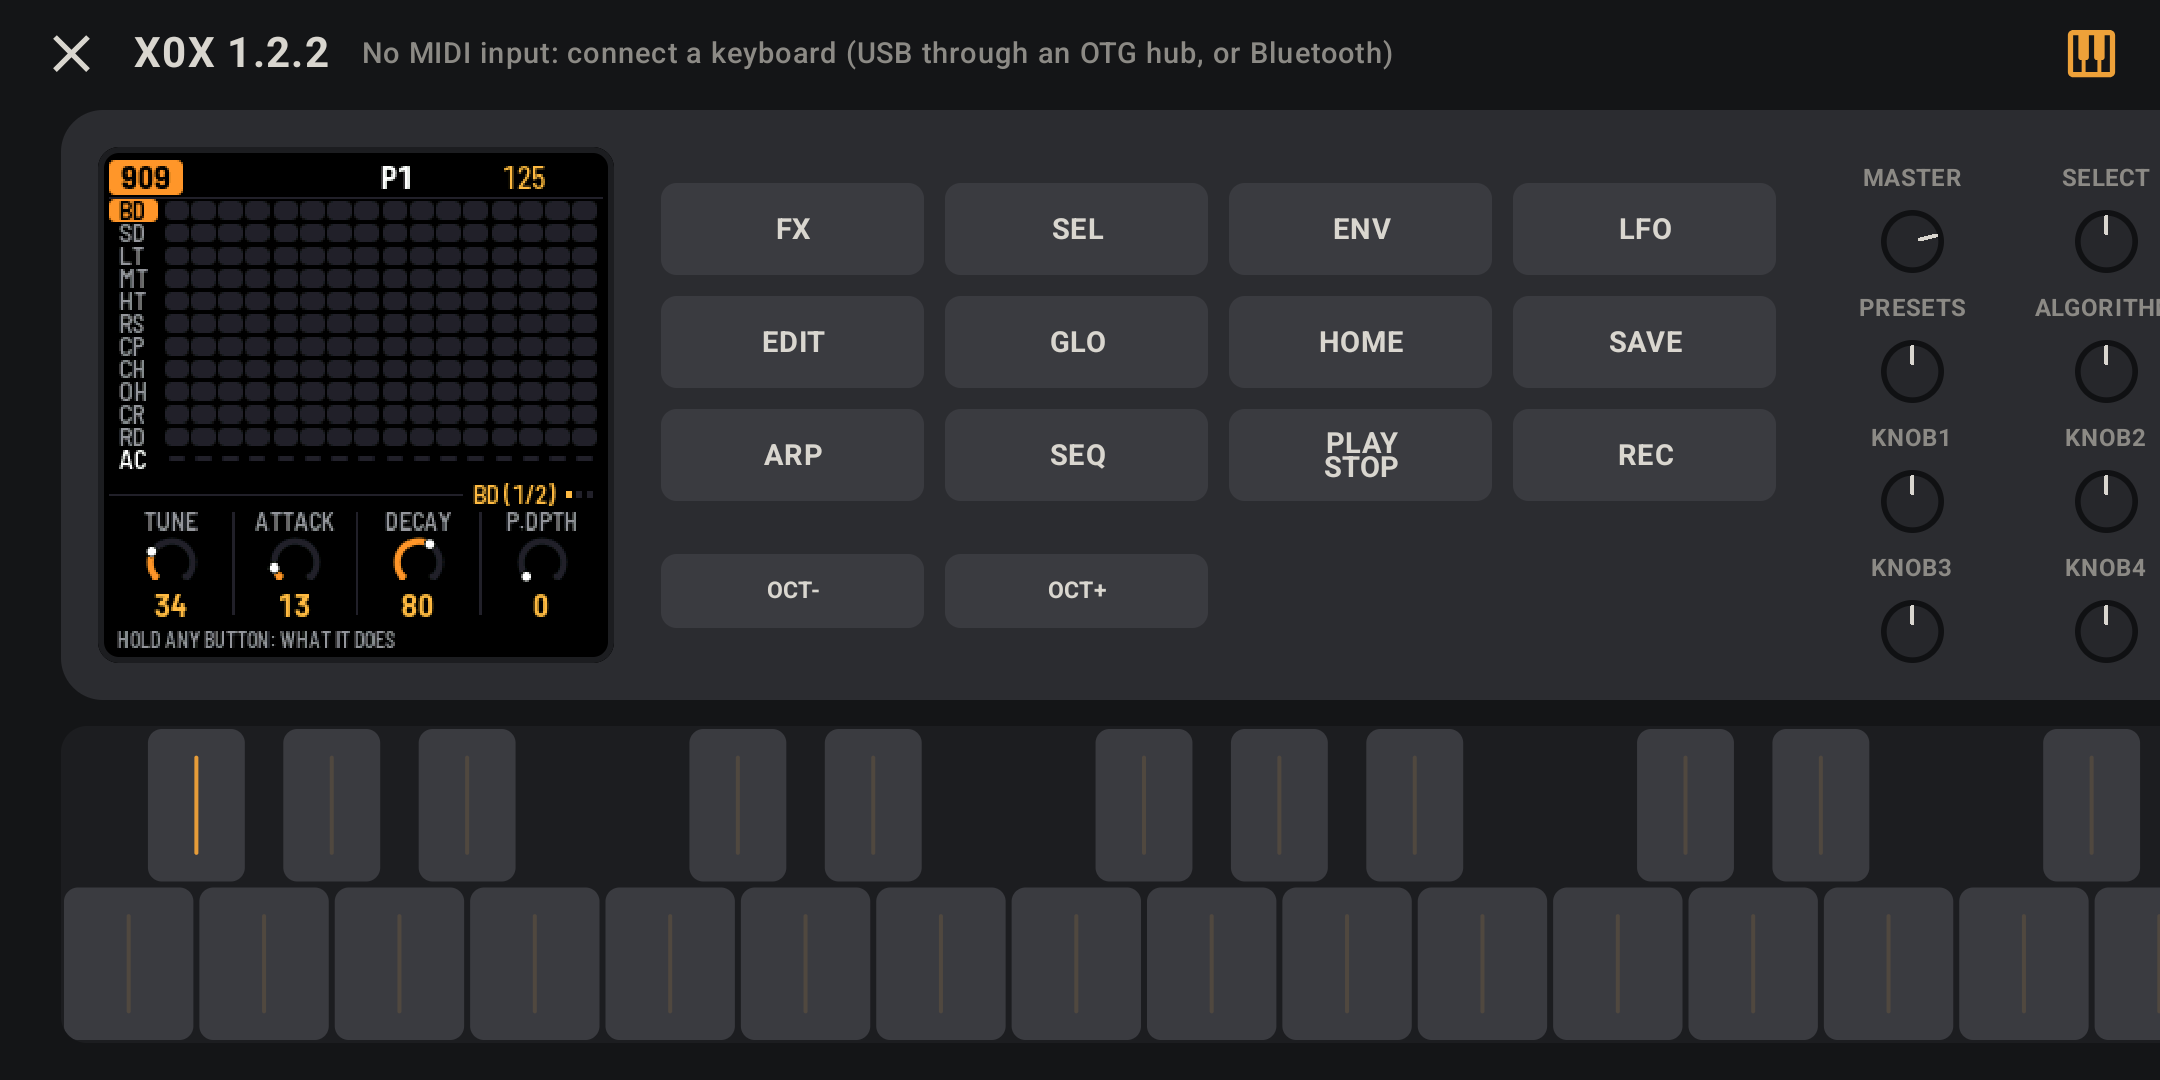 X0X 1.2.2 No MIDI input: connect a keyboard (USB through an OTG hub, or Bluetooth)
909 P1 125
BD
SD
LT
MT
HT
RS
CP
CH
OH
CR
RD
AC
BD(1/2)
TUNE ATTACK DECAY P.DPTH
34 13 80 0
HOLD ANY BUTTON: WHAT IT DOES
FX SEL ENV LFO
EDIT GLO HOME SAVE
ARP SEQ PLAY STOP REC
OCT- OCT+
MASTER SELECT
PRESETS ALGORITH
KNOB1 KNOB2
KNOB3 KNOB4